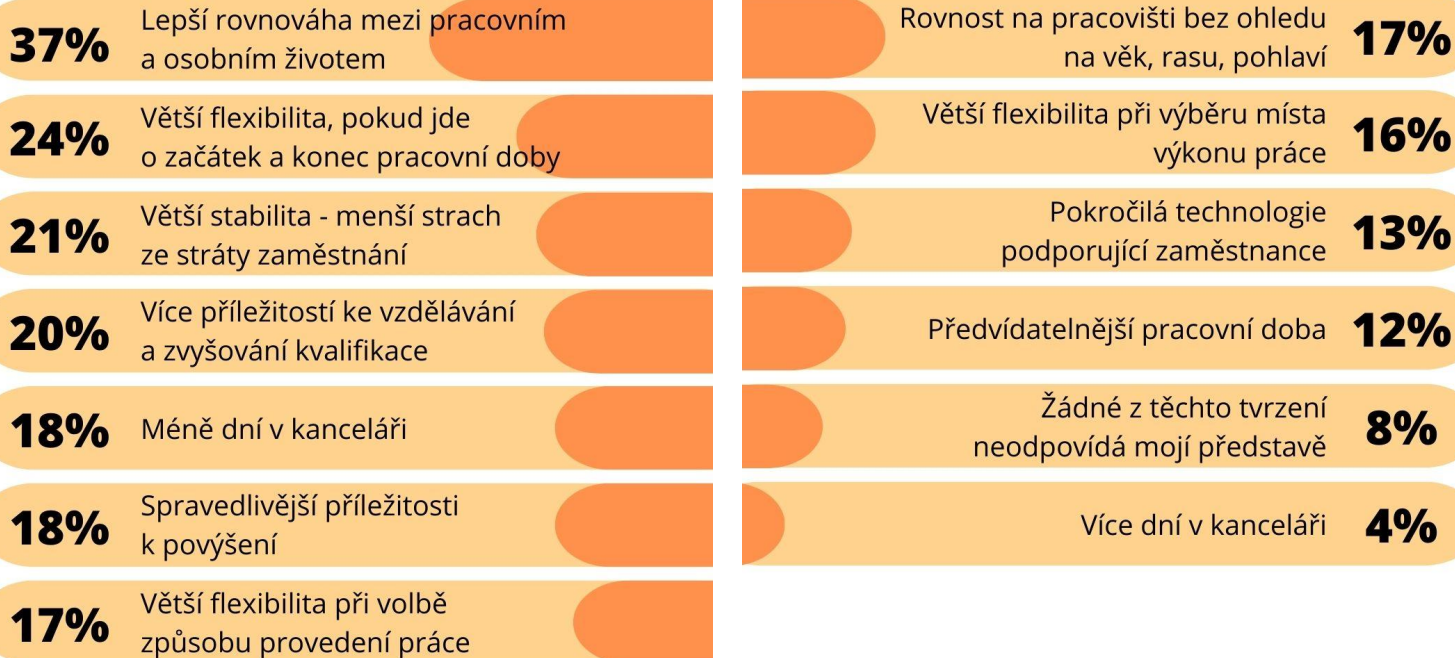 37%
Lepší rovnováha mezi pracovním
a osobním životem
24%
Větší flexibilita, pokud jde
o začátek a konec pracovní doby
21%
Větší stabilita - menší strach
ze stráty zaměstnání
20%
Více příležitostí ke vzdělávání
a zvyšování kvalifikace
18%
Méně dní v kanceláři
18%
Spravedlivější příležitosti
k povýšení
17%
Větší flexibilita při volbě
způsobu provedení práce
Rovnost na pracovišti bez ohledu
na věk, rasu, pohlaví
17%
Větší flexibilita při výběru místa
výkonu práce
16%
Pokročilá technologie
podporující zaměstnance
13%
Předvídatelnější pracovní doba
12%
Žádné z těchto tvrzení
neodpovídá mojí představě
8%
Více dní v kanceláři
4%